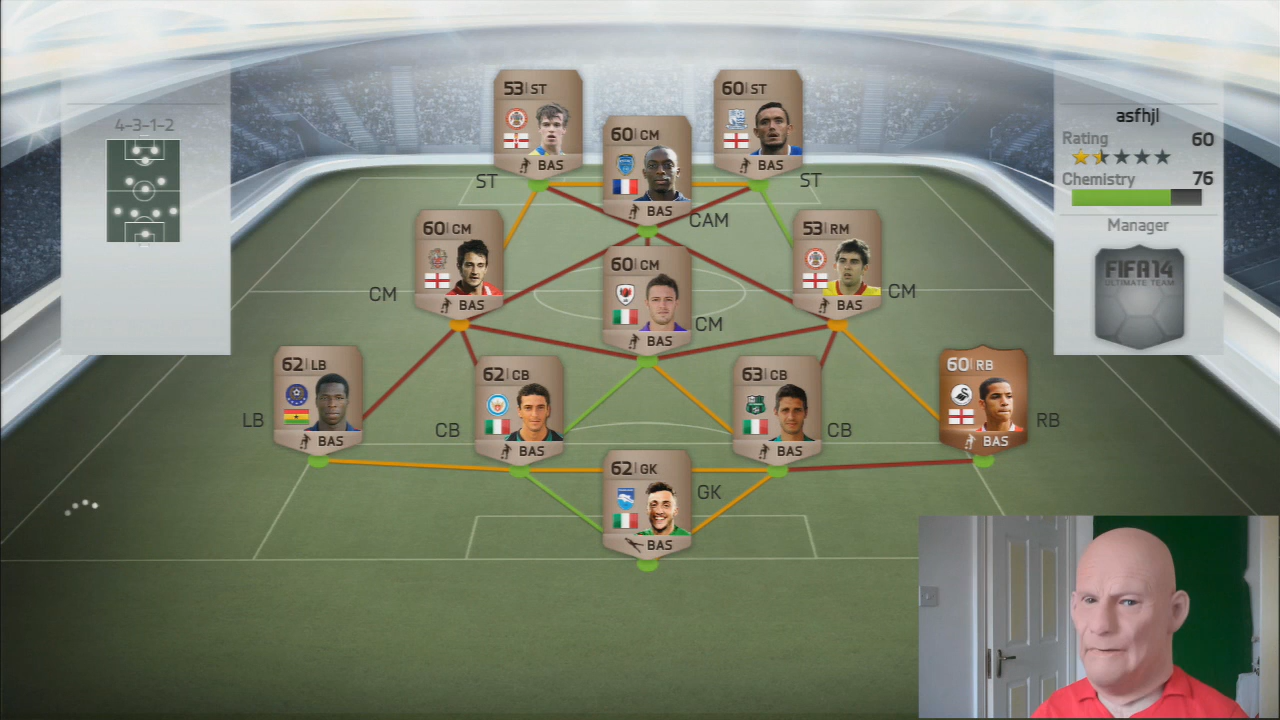 4-3-1-2
53 ST
BAS
ST
60 ST
BAS
ST
60 CM
BAS
CAM
60 CM
BAS
CM
53 RM
BAS
CM
60 CM
BAS
CM
62 LB
BAS
LB
62 CB
BAS
CB
63 CB
BAS
CB
60 RB
BAS
RB
62 GK
BAS
GK
asfhjl
Rating 60
Chemistry 76
Manager
FIFA14
ULTIMATE TEAM